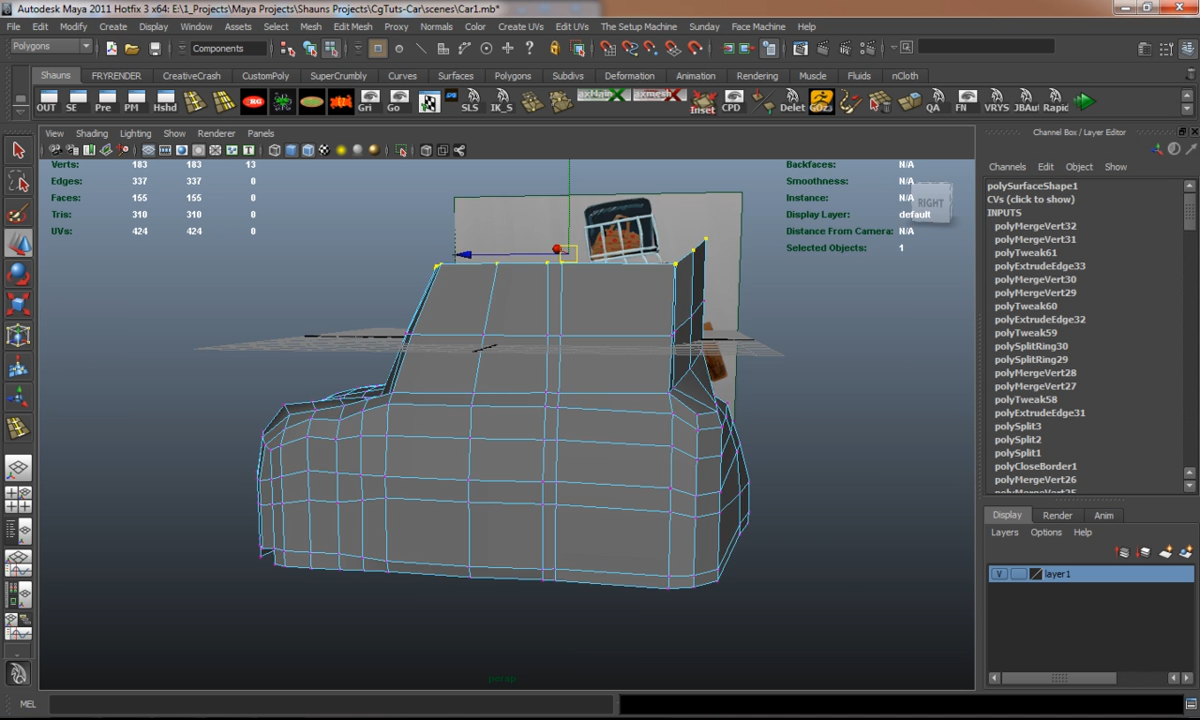 Autodesk Maya 2011 Hotfix 3 x64: E:\1_Projects\Maya Projects\Shauns Projects\CgTuts-Car\scenes\Car1.mb*
File Edit Modify Create Display Window Assets Select Mesh Edit Mesh Proxy Normals Color Create UVs Edit UVs The Setup Machine Sunday Face Machine Help
Polygons Components
Shauns FRYRENDER CreativeCrash CustomPoly SuperCrumbly Curves Surfaces Polygons Subdivs Deformation Animation Rendering Muscle Fluids nCloth
OUT SE Pre PM Hshd Gri Go SLS IK_S Inset CPD Delet GOz3 QA FN VRYS JBAut Rapic
View Shading Lighting Show Renderer Panels
Channel Box / Layer Editor
Channels Edit Object Show
Verts: 183 183 13
Edges: 337 337 0
Faces: 155 155 0
Tris: 310 310 0
UVs: 424 424 0
Backfaces: N/A
Smoothness: N/A
Instance: N/A
Display Layer: default
Distance From Camera: N/A
Selected Objects: 1
RIGHT
polySurfaceShape1
CVs (click to show)
INPUTS
polyMergeVert32
polyMergeVert31
polyTweak61
polyExtrudeEdge33
polyMergeVert30
polyMergeVert29
polyTweak60
polyExtrudeEdge32
polyTweak59
polySplitRing30
polySplitRing29
polyMergeVert28
polyMergeVert27
polyTweak58
polyExtrudeEdge31
polySplit3
polySplit2
polySplit1
polyCloseBorder1
polyMergeVert26
polyMergeVert25
Display Render Anim
Layers Options Help
V layer1
persp
MEL